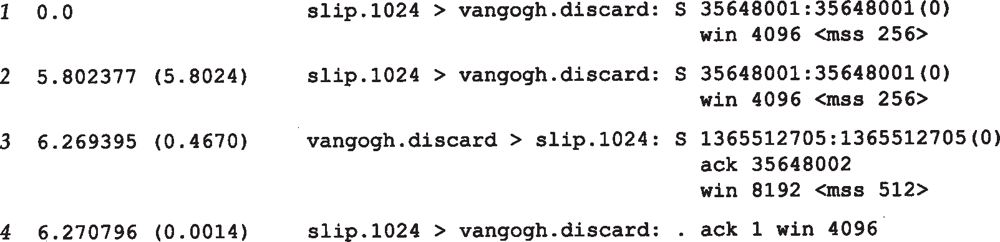 1 0.0 slip.1024 > vangogh.discard: S 35648001:35648001(0)
win 4096 <mss 256>
2 5.802377 (5.8024) slip.1024 > vangogh.discard: S 35648001:35648001(0)
win 4096 <mss 256>
3 6.269395 (0.4670) vangogh.discard > slip.1024: S 1365512705:1365512705(0)
ack 35648002
win 8192 <mss 512>
4 6.270796 (0.0014) slip.1024 > vangogh.discard: . ack 1 win 4096